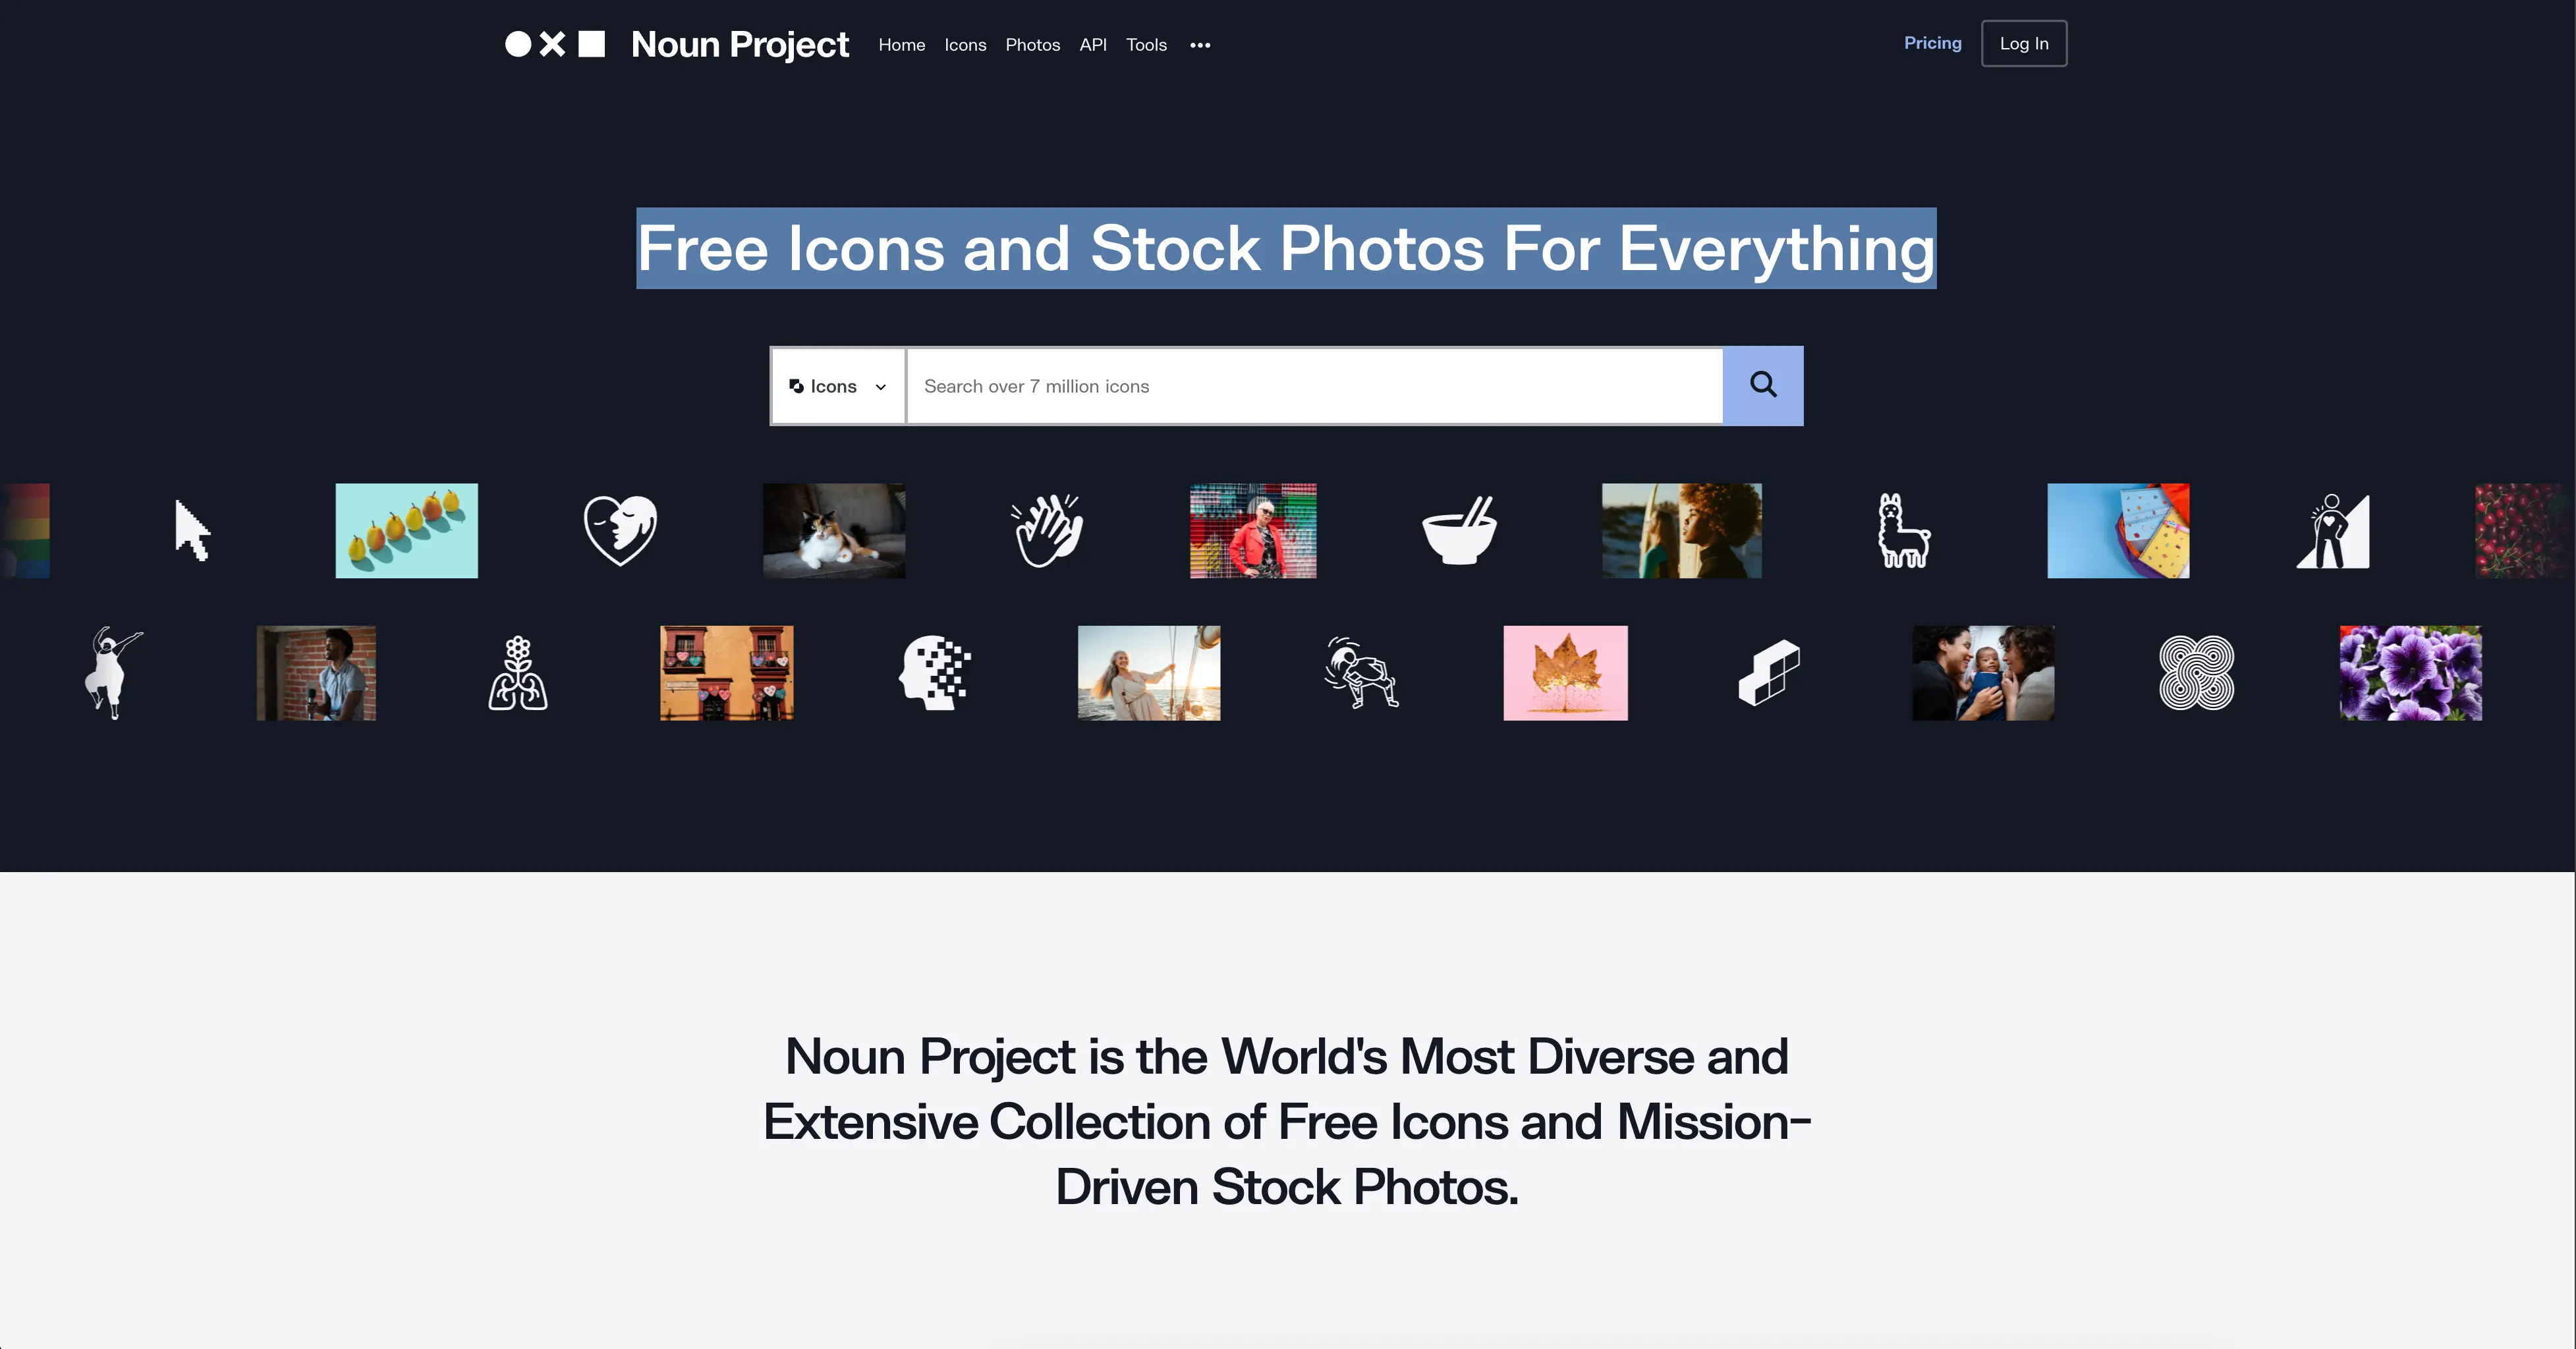 Noun Project
Home Icons Photos API Tools
Pricing
Log In
Free Icons and Stock Photos For Everything
Icons
Search over 7 million icons
Noun Project is the World's Most Diverse and
Extensive Collection of Free Icons and Mission-
Driven Stock Photos.